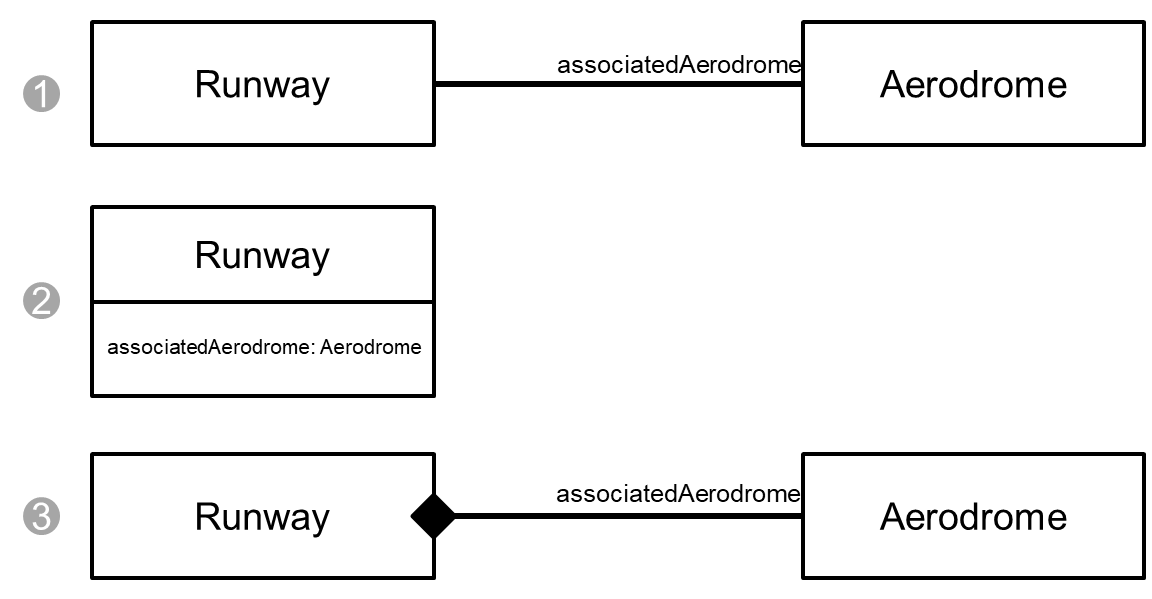 1
Runway
associatedAerodrome
Aerodrome
2
Runway
associatedAerodrome: Aerodrome
3
Runway
associatedAerodrome
Aerodrome